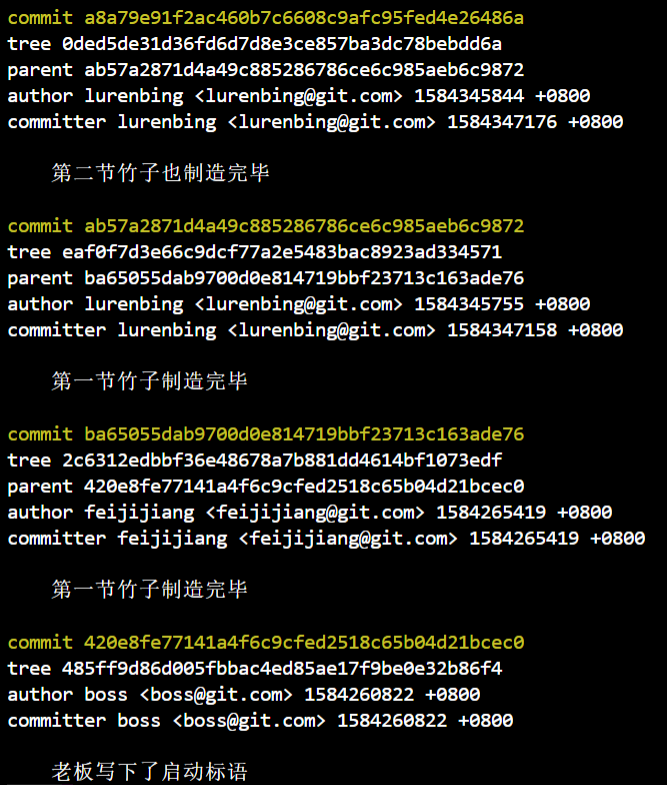 commit a8a79e91f2ac460b7c6608c9afc95fed4e26486a
tree 0ded5de31d36fd6d7d8e3ce857ba3dc78bebdd6a
parent ab57a2871d4a49c885286786ce6c985aeb6c9872
author lurenbing <lurenbing@git.com> 1584345844 +0800
committer lurenbing <lurenbing@git.com> 1584347176 +0800
第二节竹子也制造完毕
commit ab57a2871d4a49c885286786ce6c985aeb6c9872
tree eaf0f7d3e66c9dcf77a2e5483bac8923ad334571
parent ba65055dab9700d0e814719bbf23713c163ade76
author lurenbing <lurenbing@git.com> 1584345755 +0800
committer lurenbing <lurenbing@git.com> 1584347158 +0800
第一节竹子制造完毕
commit ba65055dab9700d0e814719bbf23713c163ade76
tree 2c6312edbbf36e48678a7b881dd4614bf1073edf
parent 420e8fe77141a4f6c9cfed2518c65b04d21bcec0
author feijijiang <feijijiang@git.com> 1584265419 +0800
committer feijijiang <feijijiang@git.com> 1584265419 +0800
第一节竹子制造完毕
commit 420e8fe77141a4f6c9cfed2518c65b04d21bcec0
tree 485ff9d86d005fbbac4ed85ae17f9be0e32b86f4
author boss <boss@git.com> 1584260822 +0800
committer boss <boss@git.com> 1584260822 +0800
老板写下了启动标语